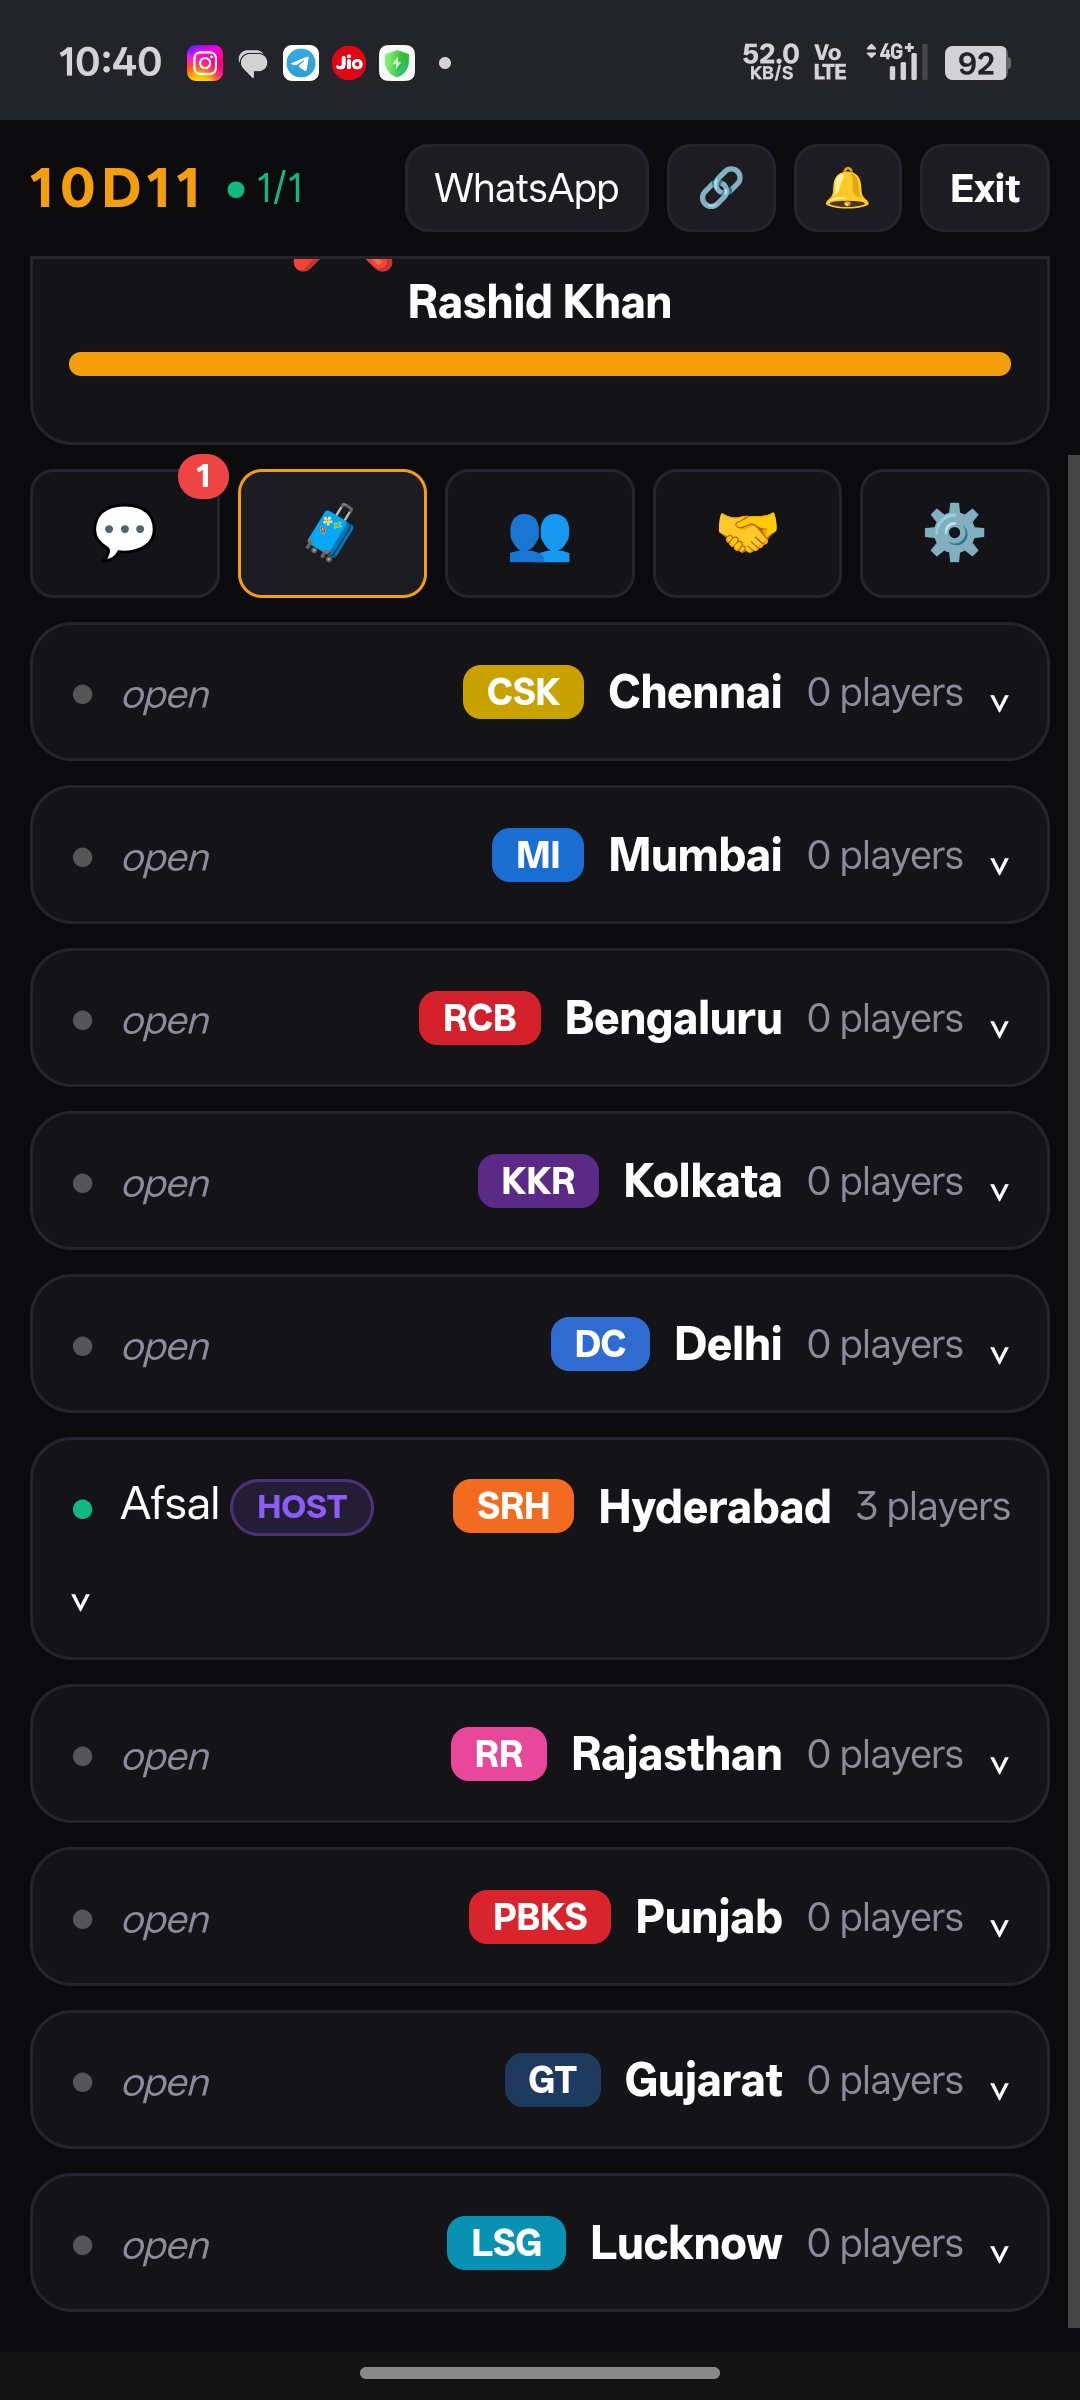 10:40 Jio 52.0 KB/S Vo LTE 4G+ 92
10D11 1/1 WhatsApp Exit
Rashid Khan
1
open CSK Chennai 0 players
open MI Mumbai 0 players
open RCB Bengaluru 0 players
open KKR Kolkata 0 players
open DC Delhi 0 players
Afsal HOST SRH Hyderabad 3 players
open RR Rajasthan 0 players
open PBKS Punjab 0 players
open GT Gujarat 0 players
open LSG Lucknow 0 players